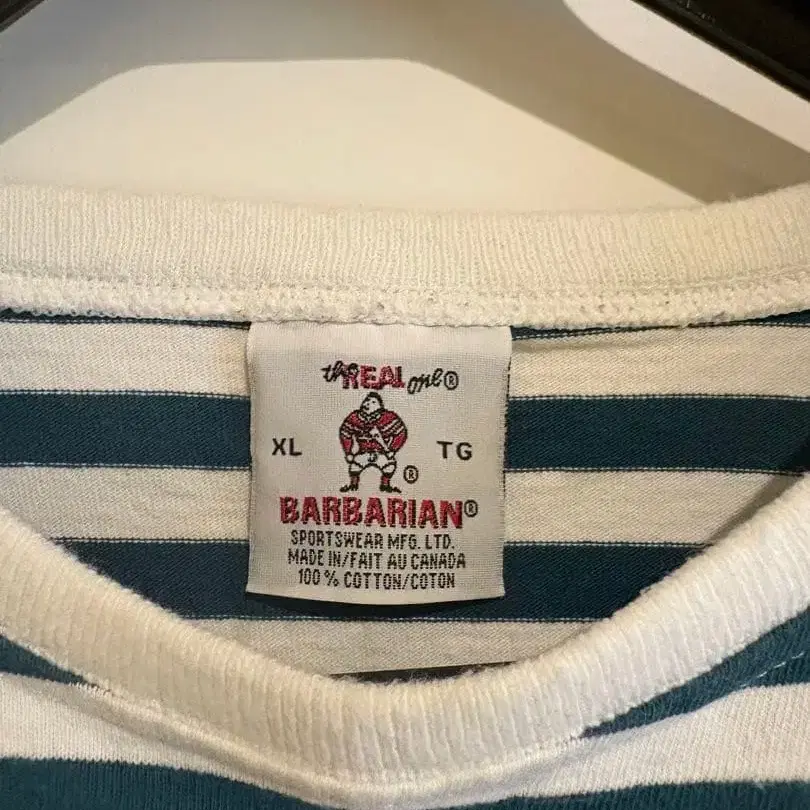 the REAL one®
XL TG
®
BARBARIAN®
SPORTSWEAR MFG. LTD.
MADE IN/FAIT AU CANADA
100 % COTTON/COTON